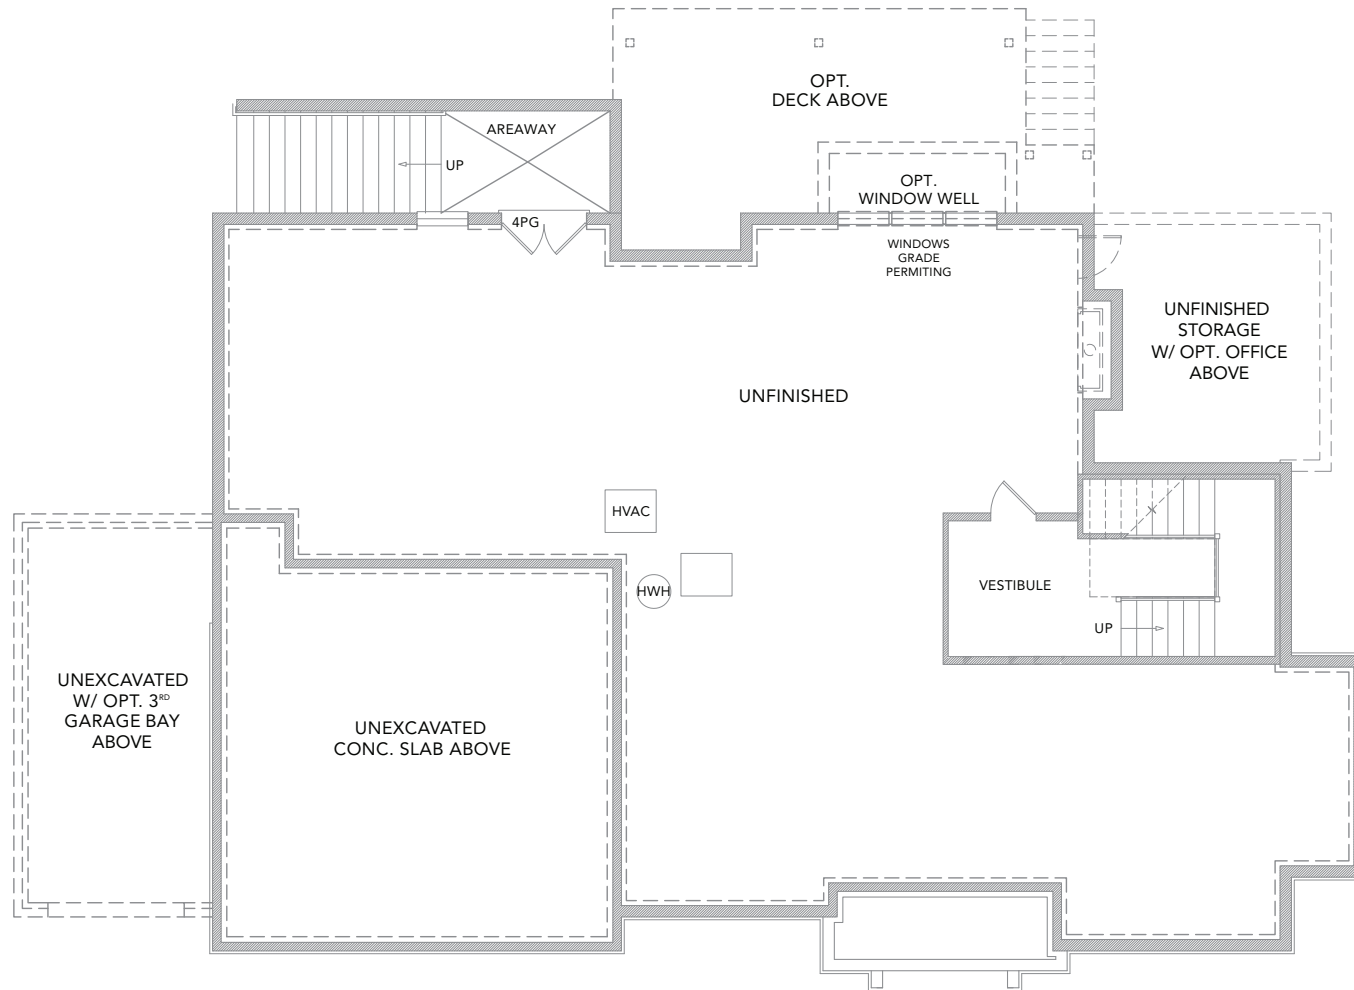 OPT.
DECK ABOVE
AREAWAY
UP
OPT.
WINDOW WELL
4PG
WINDOWS
GRADE
PERMITING
UNFINISHED
STORAGE
W/ OPT. OFFICE
ABOVE
UNFINISHED
HVAC
HWH
VESTIBULE
UP
UNEXCAVATED
W/ OPT. 3RD
GARAGE BAY
ABOVE
UNEXCAVATED
CONC. SLAB ABOVE